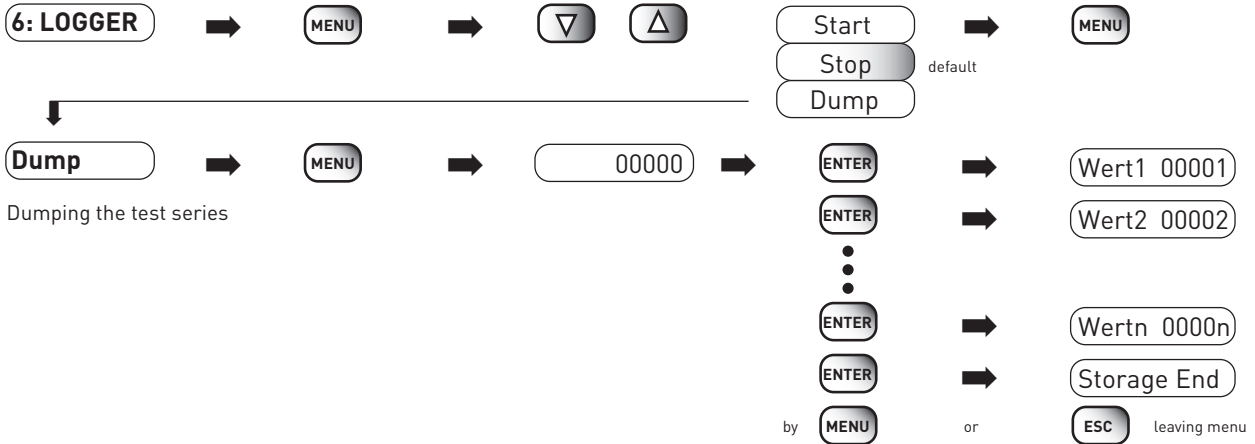 6: LOGGER MENU Start MENU
Stop default
Dump
Dump MENU 00000 ENTER Wert1 00001
Dumping the test series ENTER Wert2 00002
ENTER Wertn 0000n
ENTER Storage End
by MENU or ESC leaving menu